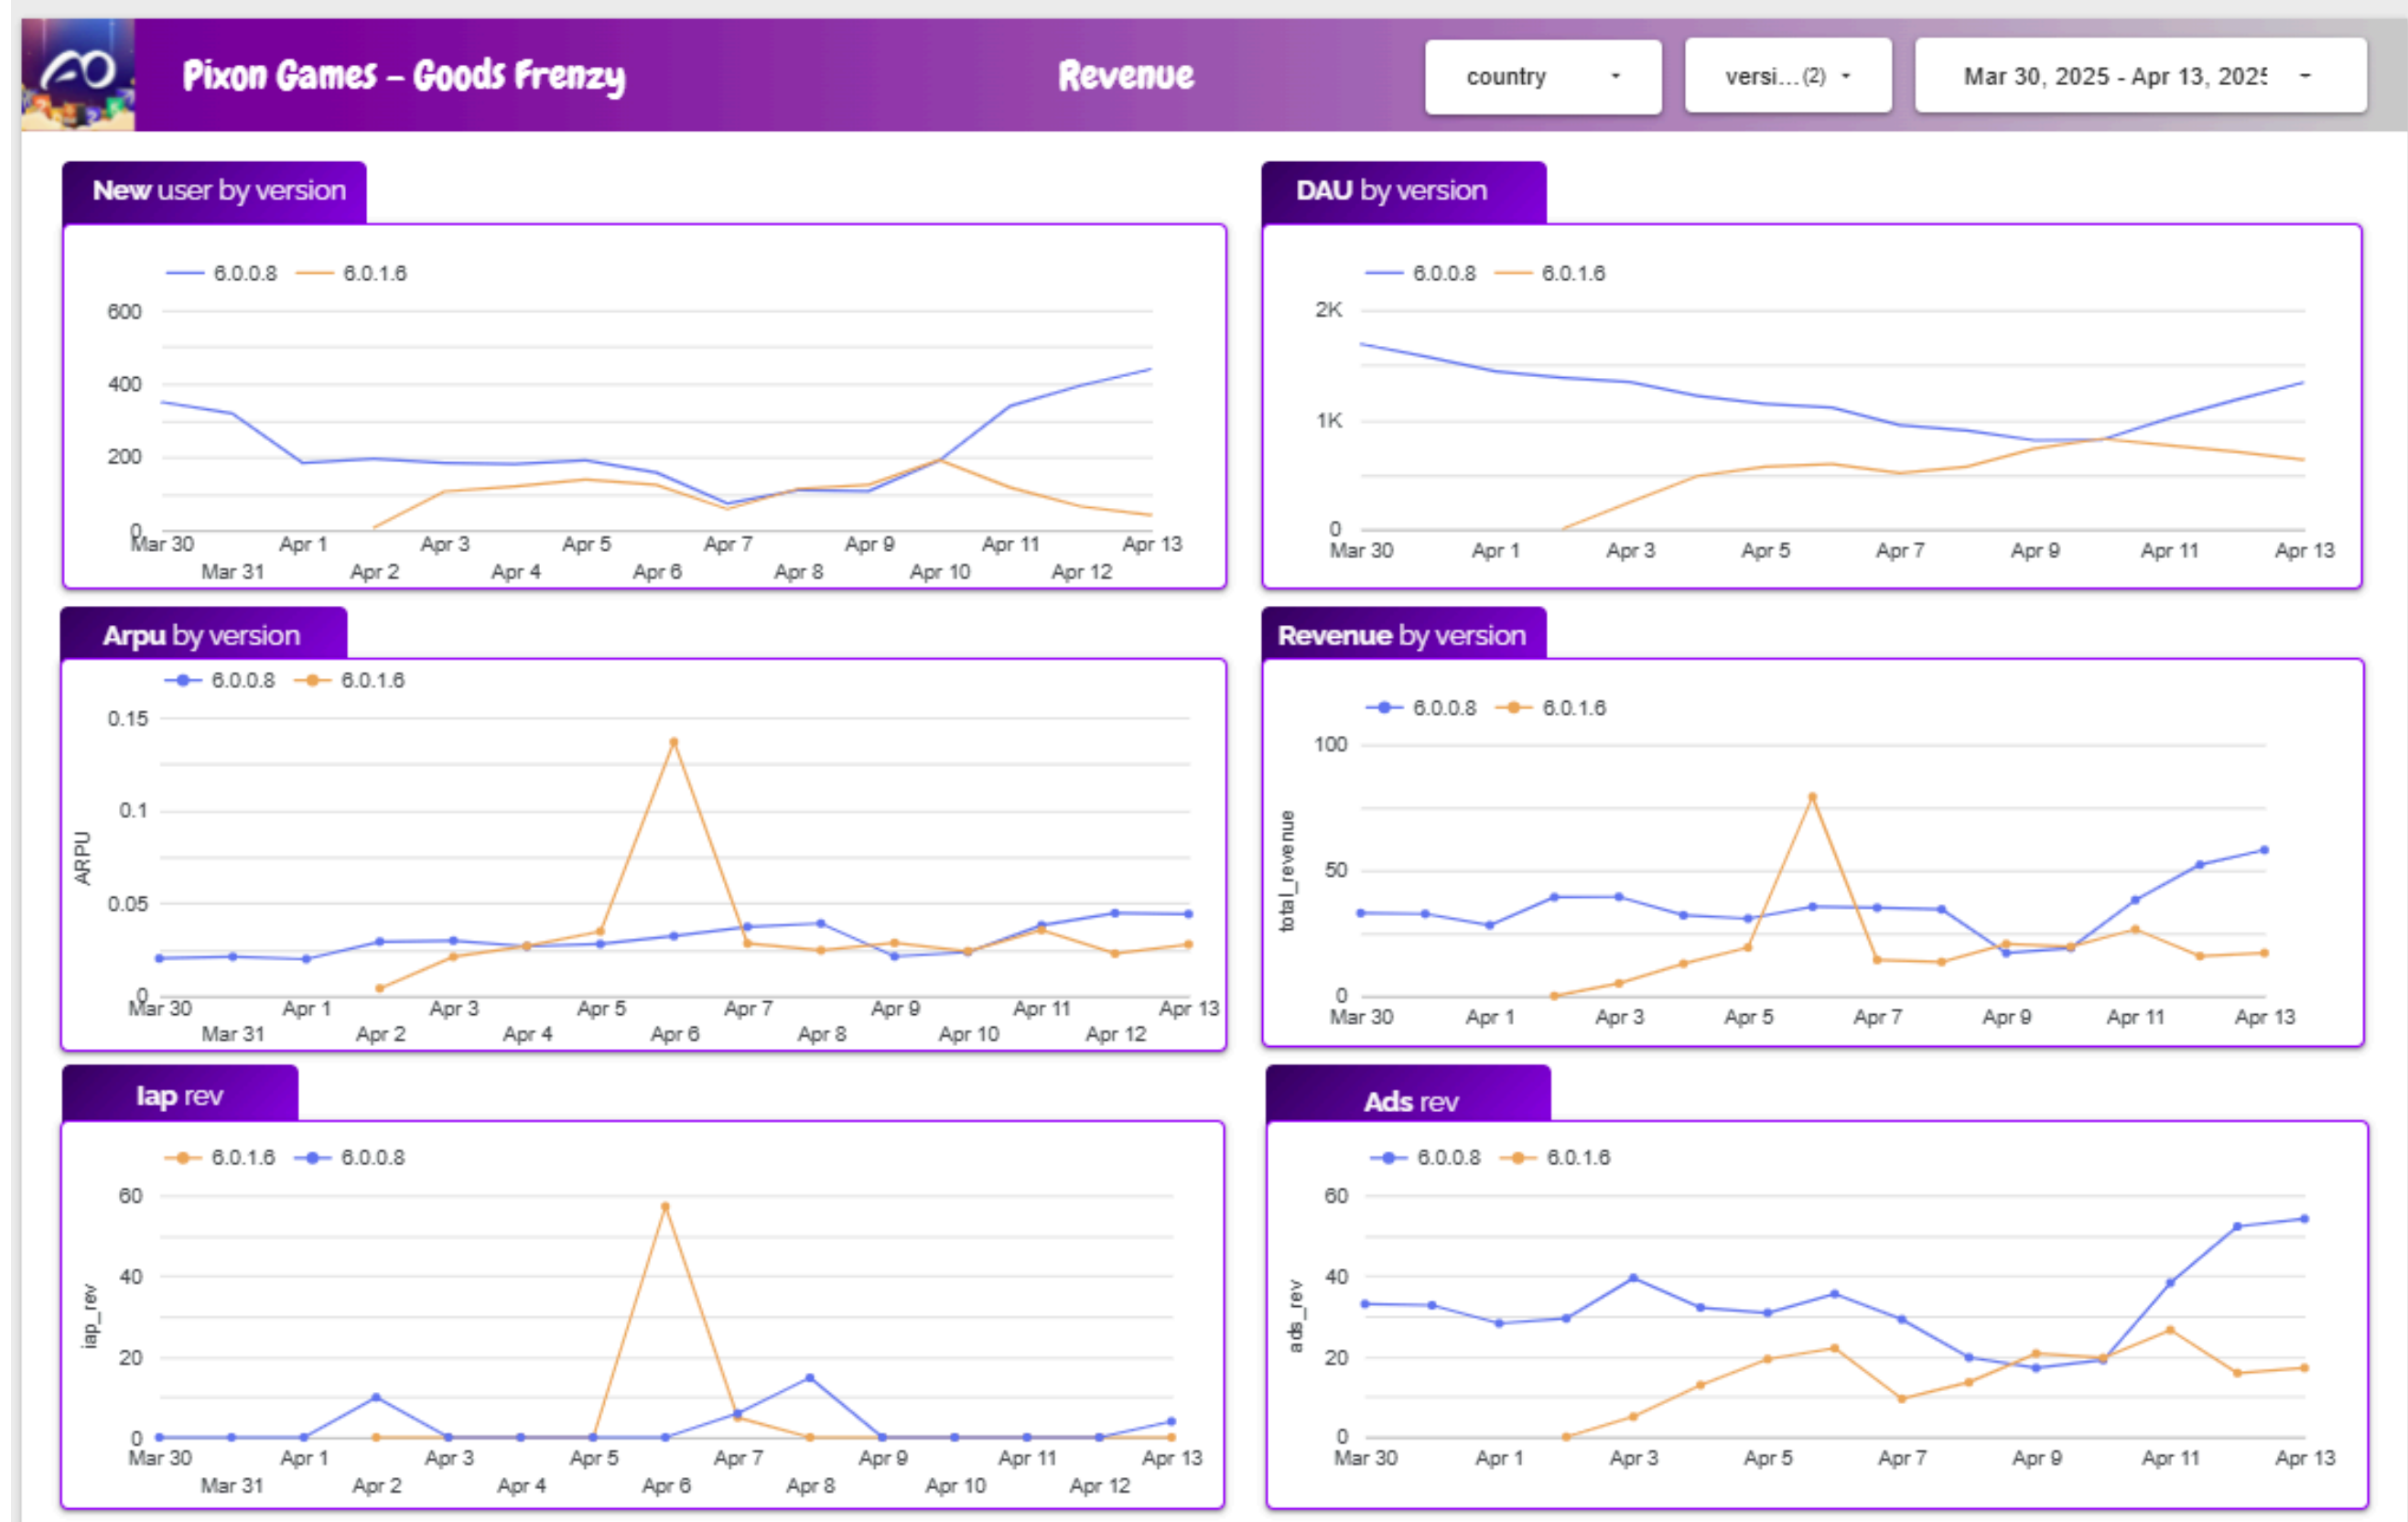 Pixon Games - Goods Frenzy
Revenue
country
versi... (2)
Mar 30, 2025 - Apr 13, 2025
New user by version
6.0.0.8 6.0.1.6
600
400
200
0
Mar 30 Apr 1 Apr 3 Apr 5 Apr 7 Apr 9 Apr 11 Apr 13
Mar 31 Apr 2 Apr 4 Apr 6 Apr 8 Apr 10 Apr 12
DAU by version
6.0.0.8 6.0.1.6
2K
1K
0
Mar 30 Apr 1 Apr 3 Apr 5 Apr 7 Apr 9 Apr 11 Apr 13
Arpu by version
6.0.0.8 6.0.1.6
0.15
0.1
0.05
0
ARPU
Mar 30 Apr 1 Apr 3 Apr 5 Apr 7 Apr 9 Apr 11 Apr 13
Mar 31 Apr 2 Apr 4 Apr 6 Apr 8 Apr 10 Apr 12
Revenue by version
6.0.0.8 6.0.1.6
100
50
0
total_revenue
Mar 30 Apr 1 Apr 3 Apr 5 Apr 7 Apr 9 Apr 11 Apr 13
Iap rev
6.0.1.6 6.0.0.8
60
40
20
0
iap_rev
Mar 30 Apr 1 Apr 3 Apr 5 Apr 7 Apr 9 Apr 11 Apr 13
Mar 31 Apr 2 Apr 4 Apr 6 Apr 8 Apr 10 Apr 12
Ads rev
6.0.0.8 6.0.1.6
60
40
20
0
ads_rev
Mar 30 Apr 1 Apr 3 Apr 5 Apr 7 Apr 9 Apr 11 Apr 13